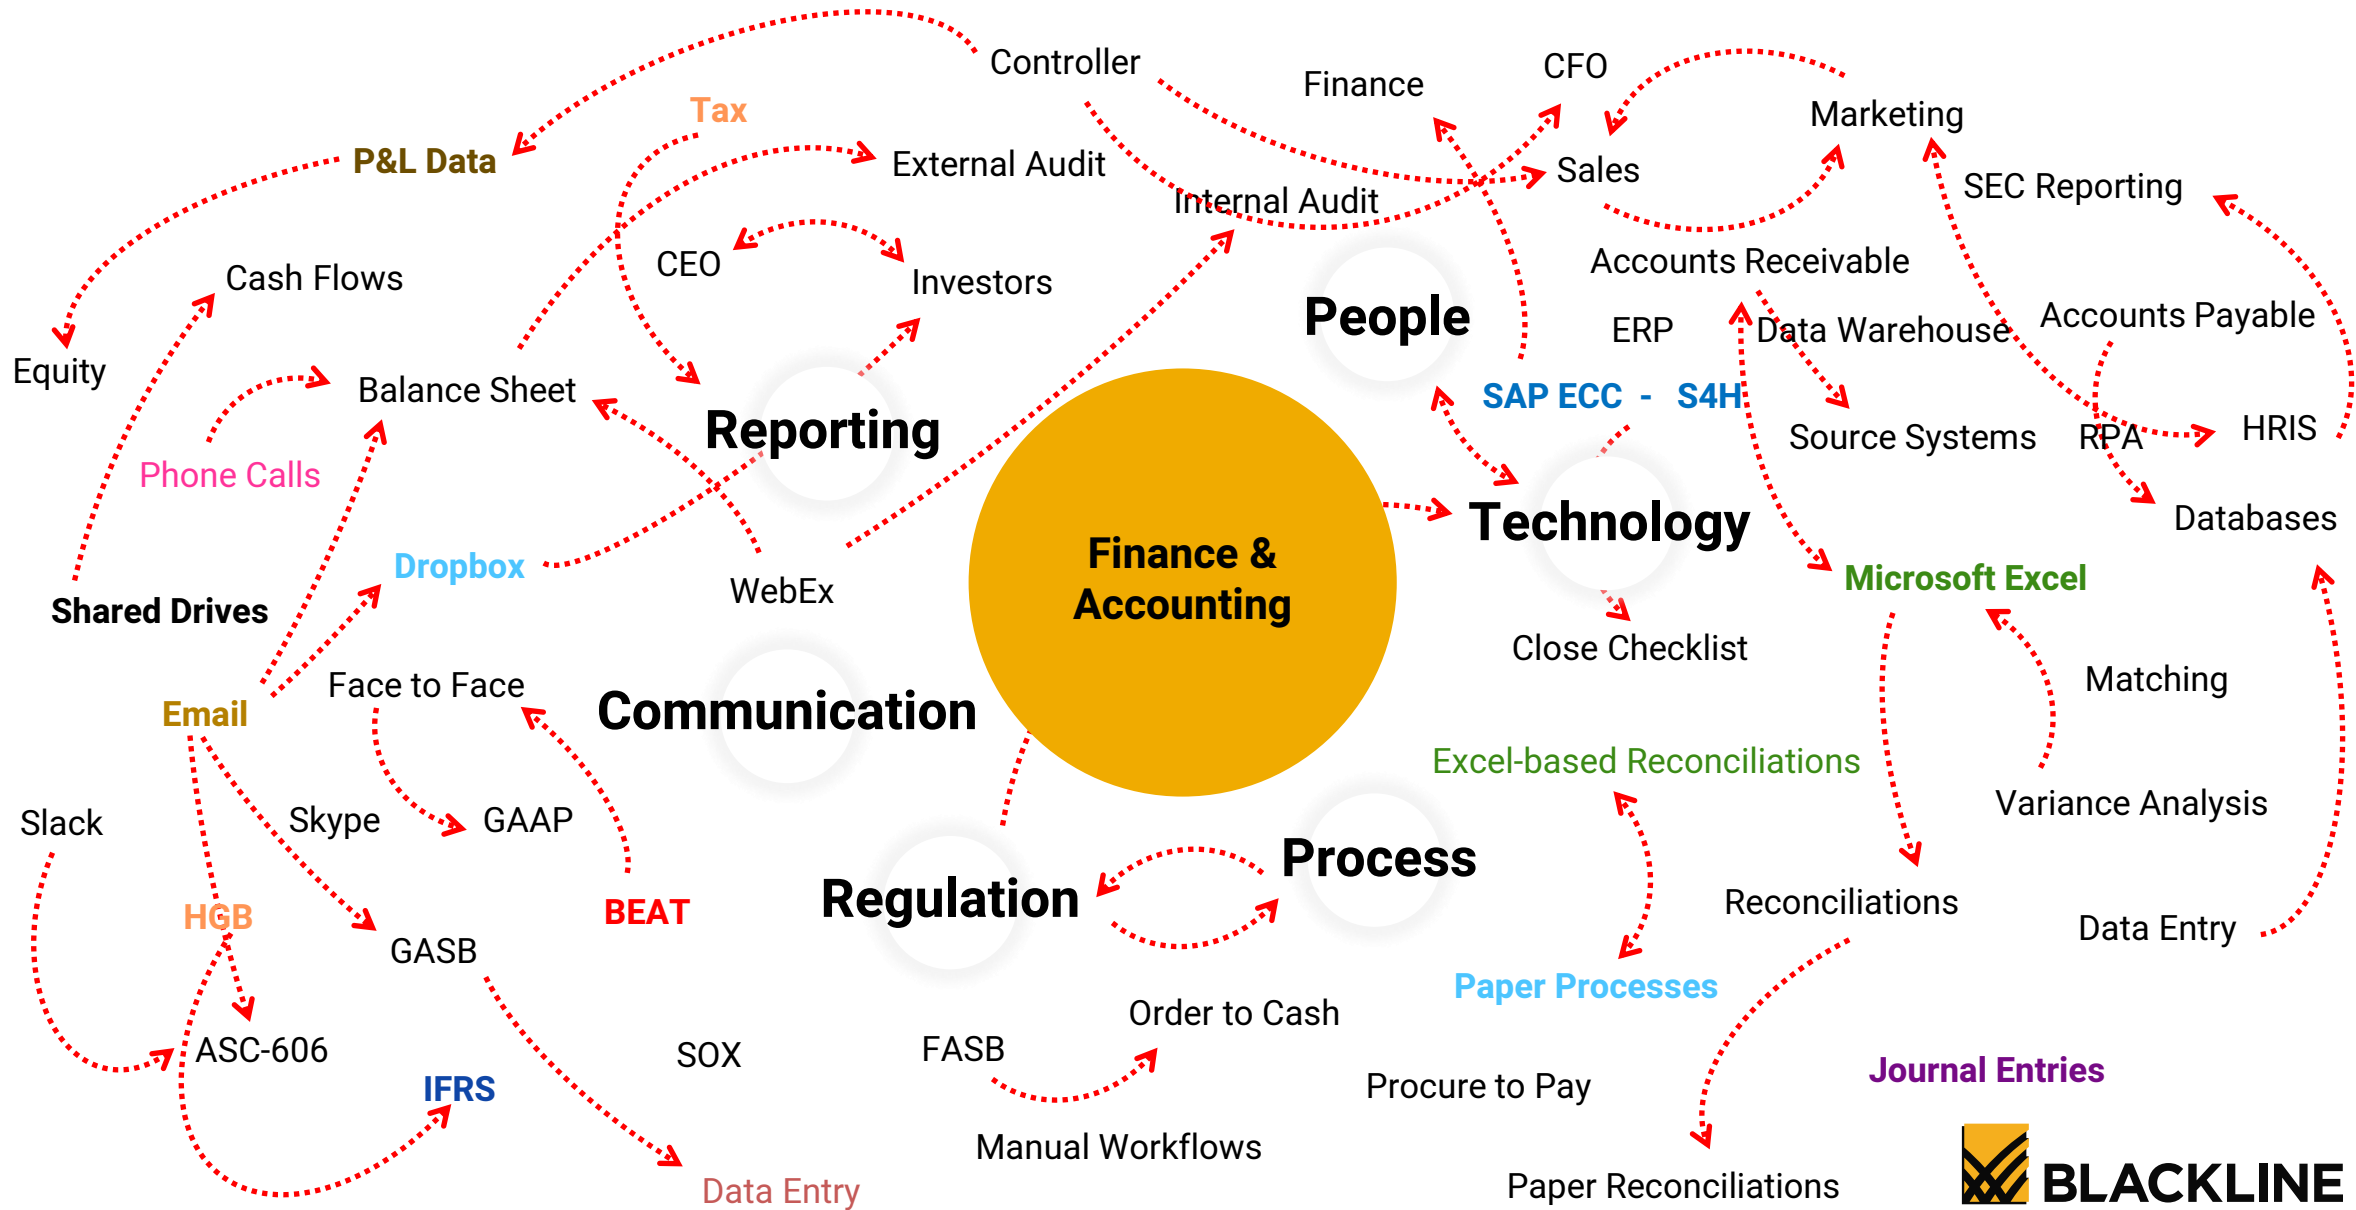 Controller
Finance
CFO
Tax
Marketing
P&L Data
External Audit
Sales
Internal Audit
SEC Reporting
CEO
Cash Flows
Investors
Accounts Receivable
People
ERP
Data Warehouse
Accounts Payable
Equity
Balance Sheet
SAP ECC - S4H
Reporting
Source Systems
RPA
HRIS
Phone Calls
Technology
Databases
Dropbox
WebEx
Finance &
Accounting
Microsoft Excel
Shared Drives
Close Checklist
Face to Face
Matching
Email
Communication
Excel-based Reconciliations
Slack
Skype
GAAP
Variance Analysis
Process
HGB
BEAT
Regulation
Reconciliations
Data Entry
GASB
Paper Processes
ASC-606
SOX
FASB
Order to Cash
IFRS
Procure to Pay
Journal Entries
Manual Workflows
Data Entry
Paper Reconciliations
BLACKLINE